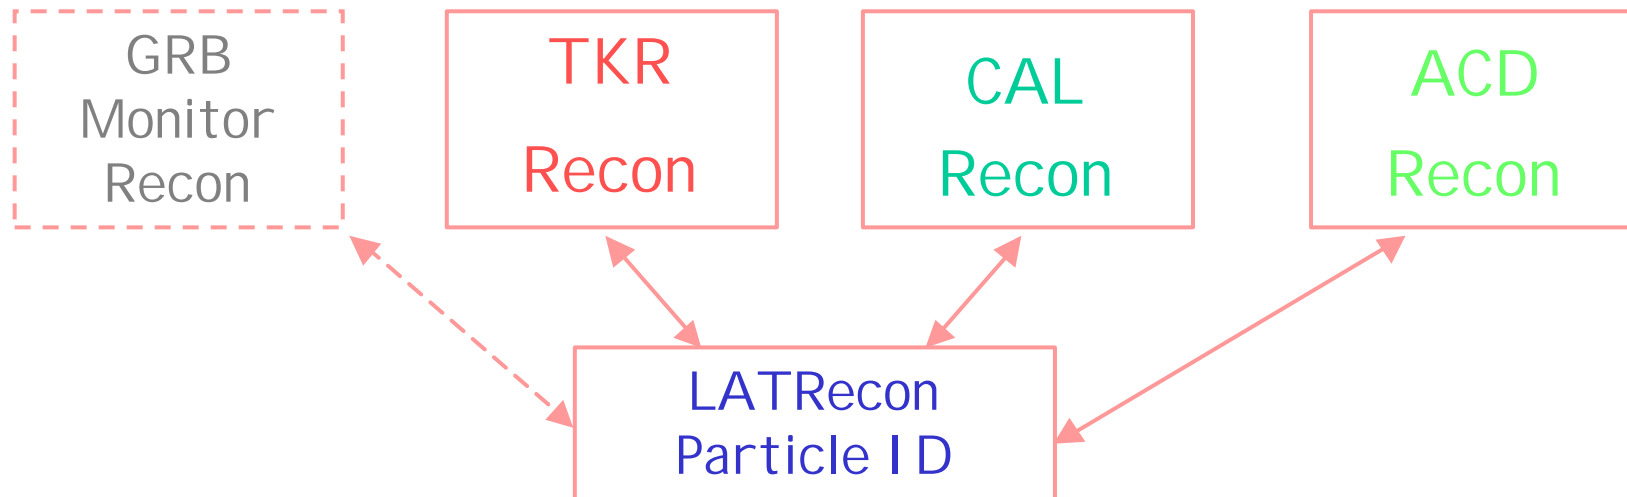 GRB
Monitor
Recon
TKR
Recon
CAL
Recon
ACD
Recon
LATRecon
Particle ID